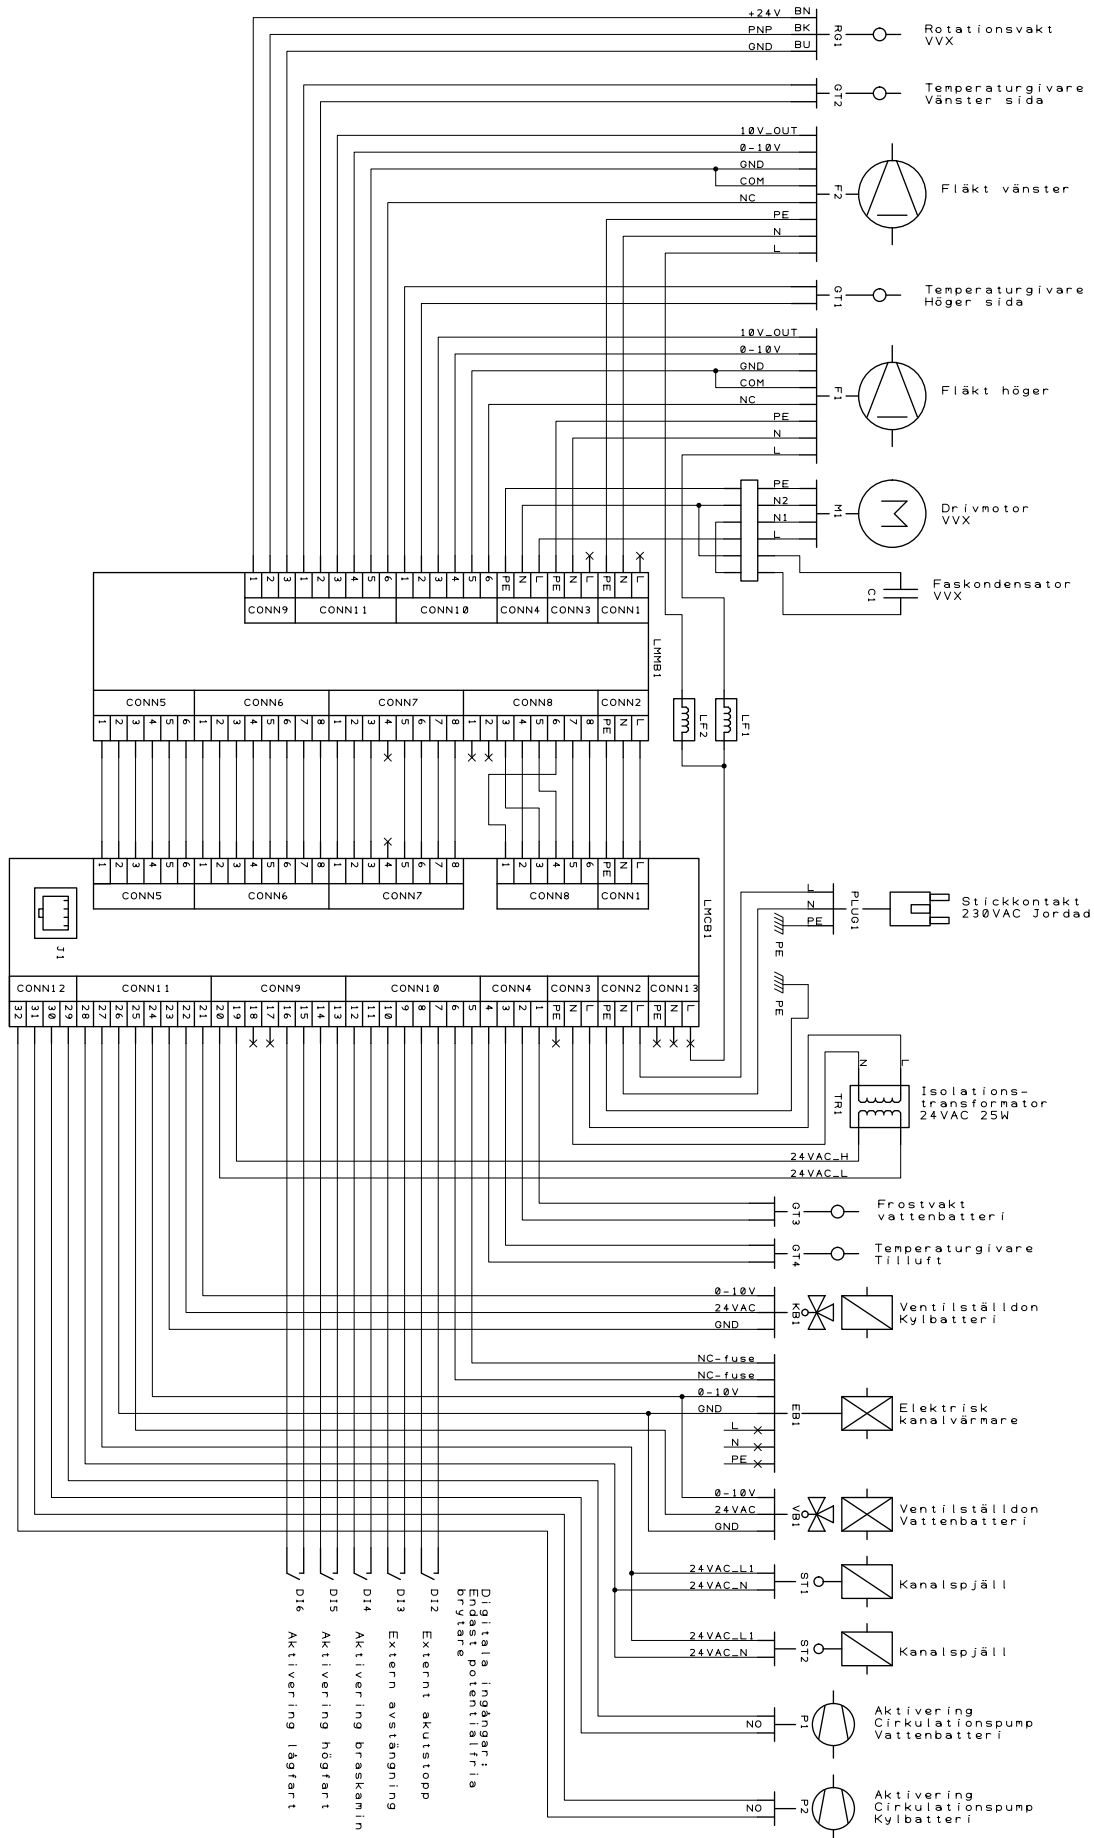 +24V BN
PNP BK
GND BU
RG1
Rotationsvakt
VVX
GT2
Temperaturgivare
Vänster sida
10V_OUT
0-10V
GND
COM
NC
PE
N
L
F2
Fläkt vänster
GT1
Temperaturgivare
Höger sida
10V_OUT
0-10V
GND
COM
NC
PE
N
L
F1
Fläkt höger
PE
N2
N1
L
M1
Drivmotor
VVX
C1
Faskondensator
VVX
1 2 3 1 2 3 4 5 6 1 2 3 4 5 6 PE N L PE N L PE N L
CONN9 CONN11 CONN10 CONN4 CONN3 CONN1
LMMB1
CONN5 CONN6 CONN7 CONN8 CONN2
1 2 3 4 5 6 1 2 3 4 5 6 7 8 1 2 3 4 5 6 7 8 1 2 3 4 5 6 7 8 PE N L
LF2
LF1
1 2 3 4 5 6 1 2 3 4 5 6 7 8 1 2 3 4 5 6 7 8 1 2 3 4 5 6 7 8 PE N L
CONN5 CONN6 CONN7 CONN8 CONN1
J1
LMCB1
L
N
PE
PE
PLUG1
Stickkontakt
230VAC Jordad
PE
CONN12 CONN11 CONN9 CONN10 CONN4 CONN3 CONN2 CONN13
32 31 30 29 28 27 26 25 24 23 22 21 20 19 18 17 16 15 14 13 12 11 10 9 8 7 6 5 4 3 2 1 PE N L PE N L PE N L
N
L
TR1
Isolations-
transformator
24VAC 25W
24VAC_H
24VAC_L
GT3
Frostvakt
vattenbatteri
GT4
Temperaturgivare
Tilluft
0-10V
24VAC
GND
KB1
Ventilställdon
Kylbatteri
NC-fuse
NC-fuse
0-10V
GND
L
N
PE
EB1
Elektrisk
kanalvärmare
0-10V
24VAC
GND
VB1
Ventilställdon
Vattenbatteri
24VAC_L1
24VAC_N
ST1
Kanalspjäll
24VAC_L1
24VAC_N
ST2
Kanalspjäll
NO
P1
Aktivering
Cirkulationspump
Vattenbatteri
NO
P2
Aktivering
Cirkulationspump
Kylbatteri
Digitala ingångar:
Endast potentialfria
brytare
DI2 Externt akutstopp
DI3 Extern avstängning
DI4 Aktivering braskamin
DI5 Aktivering högfart
DI6 Aktivering lågfart